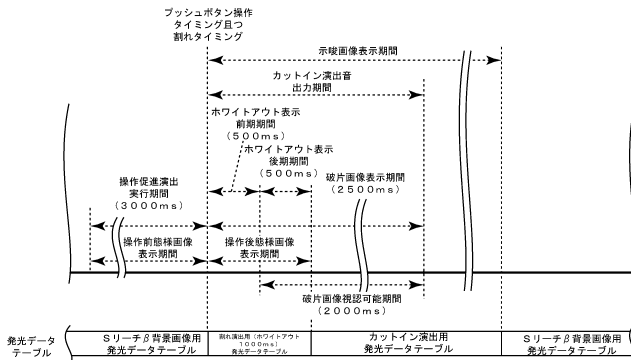 プッシュボタン操作
タイミング且つ
割れタイミング
示唆画像表示期間
カットイン演出音
出力期間
ホワイトアウト表示
前期期間
(500ms)
ホワイトアウト表示
後期期間
(500ms)
破片画像表示期間
(2500ms)
操作促進演出
実行期間
(3000ms)
操作前態様画像
表示期間
操作後態様画像
表示期間
破片画像視認可能期間
(2000ms)
発光データ
テーブル
Sリーチβ背景画像用
発光データテーブル
割れ演出用(ホワイトアウト
1000ms)
発光データテーブル
カットイン演出用
発光データテーブル
Sリーチβ背景画像用
発光データテーブル